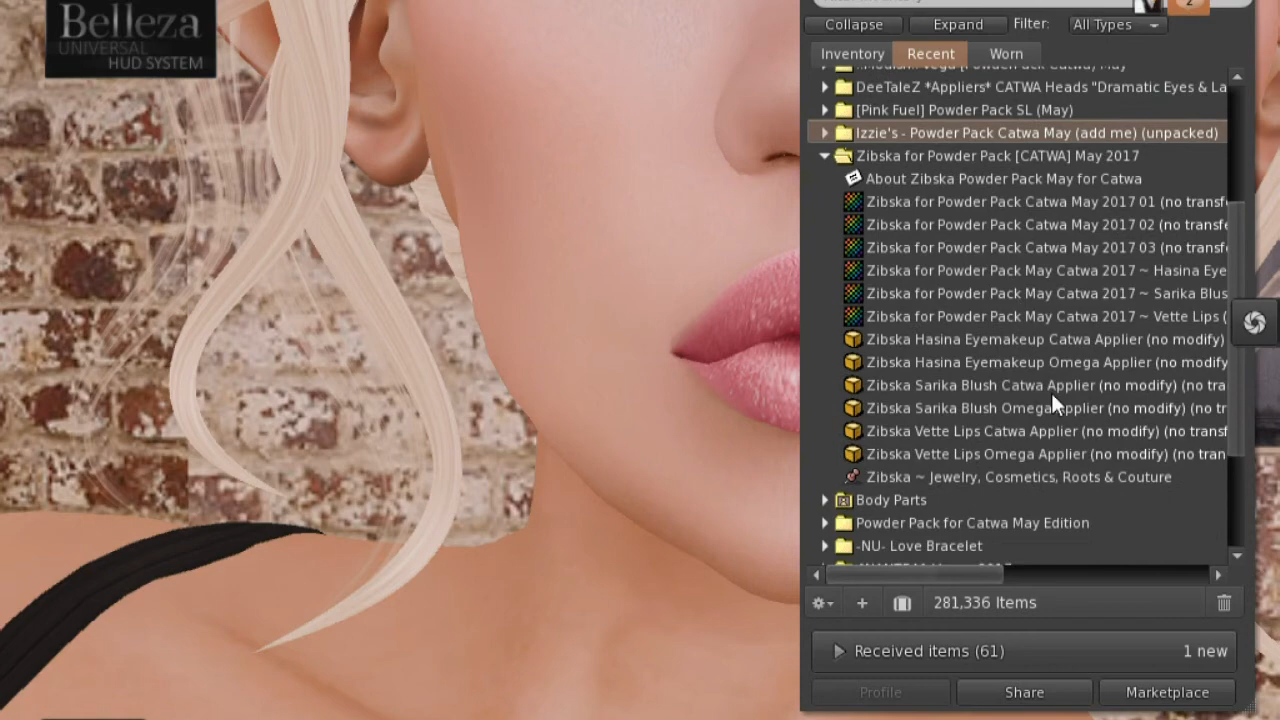 Belleza
UNIVERSAL
HUD SYSTEM
2
Collapse
Expand
Filter:
All Types
Inventory
Recent
Worn
DeeTaleZ *Appliers* CATWA Heads "Dramatic Eyes & La
[Pink Fuel] Powder Pack SL (May)
Izzie's - Powder Pack Catwa May (add me) (unpacked)
Zibska for Powder Pack [CATWA] May 2017
About Zibska Powder Pack May for Catwa
Zibska for Powder Pack Catwa May 2017 01 (no transfe
Zibska for Powder Pack Catwa May 2017 02 (no transfe
Zibska for Powder Pack Catwa May 2017 03 (no transfe
Zibska for Powder Pack May Catwa 2017 ~ Hasina Eye
Zibska for Powder Pack May Catwa 2017 ~ Sarika Blus
Zibska for Powder Pack May Catwa 2017 ~ Vette Lips (
Zibska Hasina Eyemakeup Catwa Applier (no modify)
Zibska Hasina Eyemakeup Omega Applier (no modify
Zibska Sarika Blush Catwa Applier (no modify) (no tra
Zibska Sarika Blush Omega Applier (no modify) (no tr
Zibska Vette Lips Catwa Applier (no modify) (no transf
Zibska Vette Lips Omega Applier (no modify) (no tran
Zibska ~ Jewelry, Cosmetics, Roots & Couture
Body Parts
Powder Pack for Catwa May Edition
-NU- Love Bracelet
281,336 Items
Received items (61)
1 new
Profile
Share
Marketplace